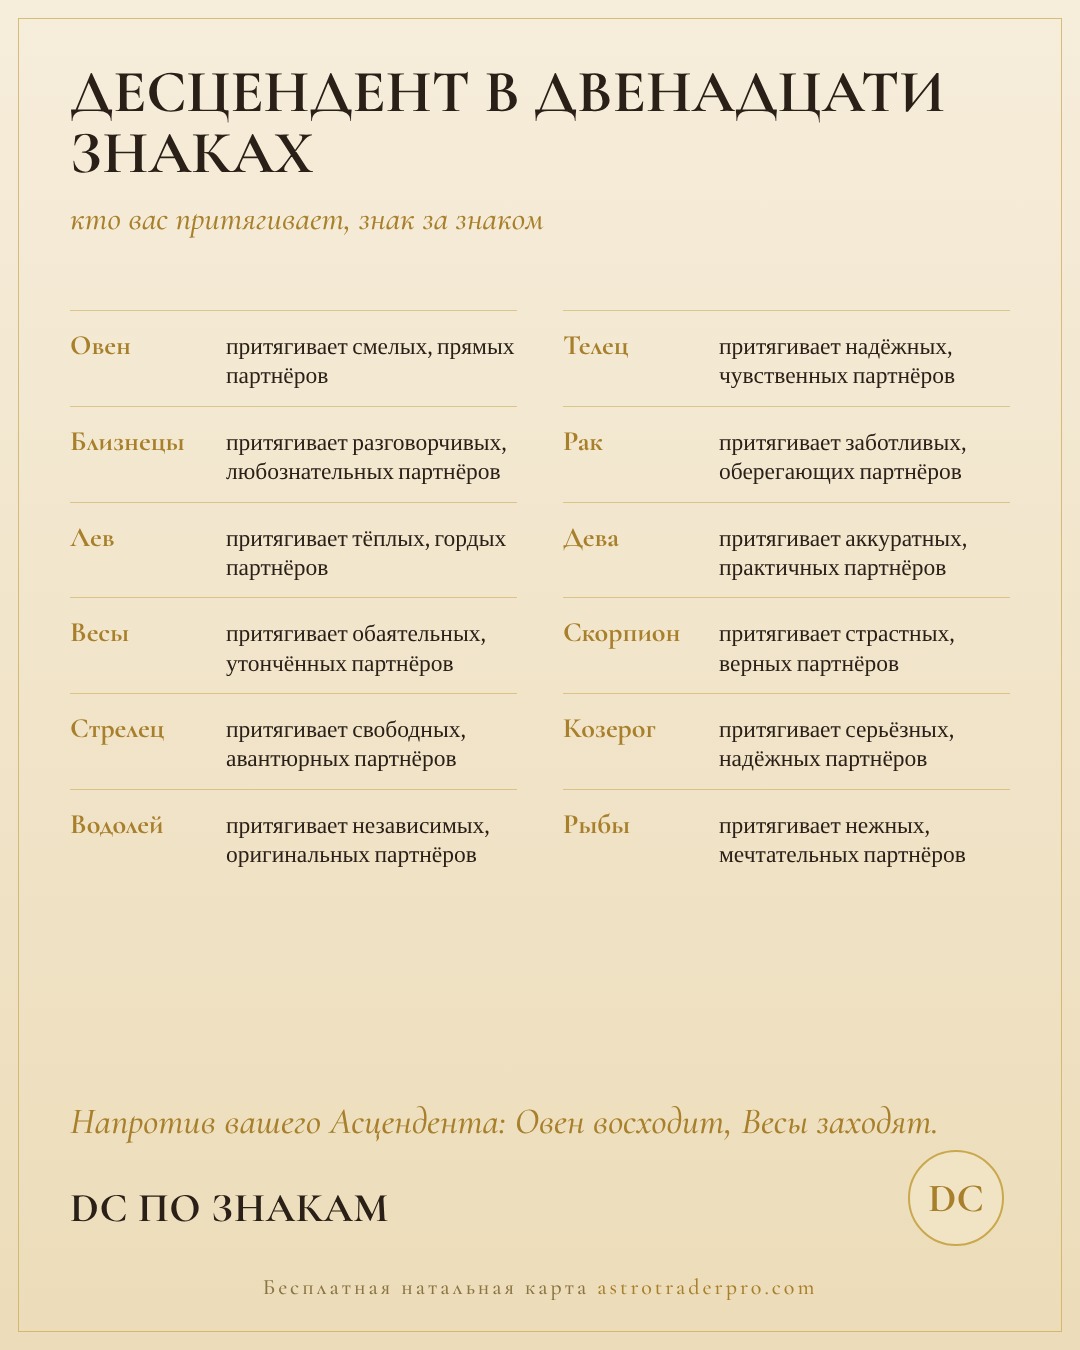 ДЕСЦЕНДЕНТ В ДВЕНАДЦАТИ
ЗНАКАХ
кто вас притягивает, знак за знаком
Овен
притягивает смелых, прямых
партнёров
Телец
притягивает надёжных,
чувственных партнёров
Близнецы
притягивает разговорчивых,
любознательных партнёров
Рак
притягивает заботливых,
оберегающих партнёров
Лев
притягивает тёплых, гордых
партнёров
Дева
притягивает аккуратных,
практичных партнёров
Весы
притягивает обаятельных,
утончённых партнёров
Скорпион
притягивает страстных,
верных партнёров
Стрелец
притягивает свободных,
авантюрных партнёров
Козерог
притягивает серьёзных,
надёжных партнёров
Водолей
притягивает независимых,
оригинальных партнёров
Рыбы
притягивает нежных,
мечтательных партнёров
Напротив вашего Асцендента: Овен восходит, Весы заходят.
DC ПО ЗНАКАМ
DC
Бесплатная натальная карта astrotraderpro.com